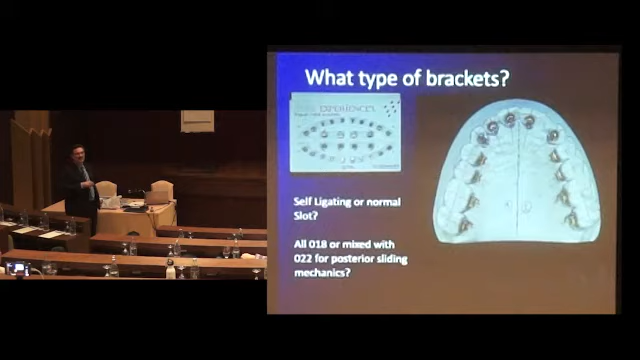 What type of brackets?
EXPERIENCES
Self Ligating or normal
Slot?
All 018 or mixed with
022 for posterior sliding
mechanics?